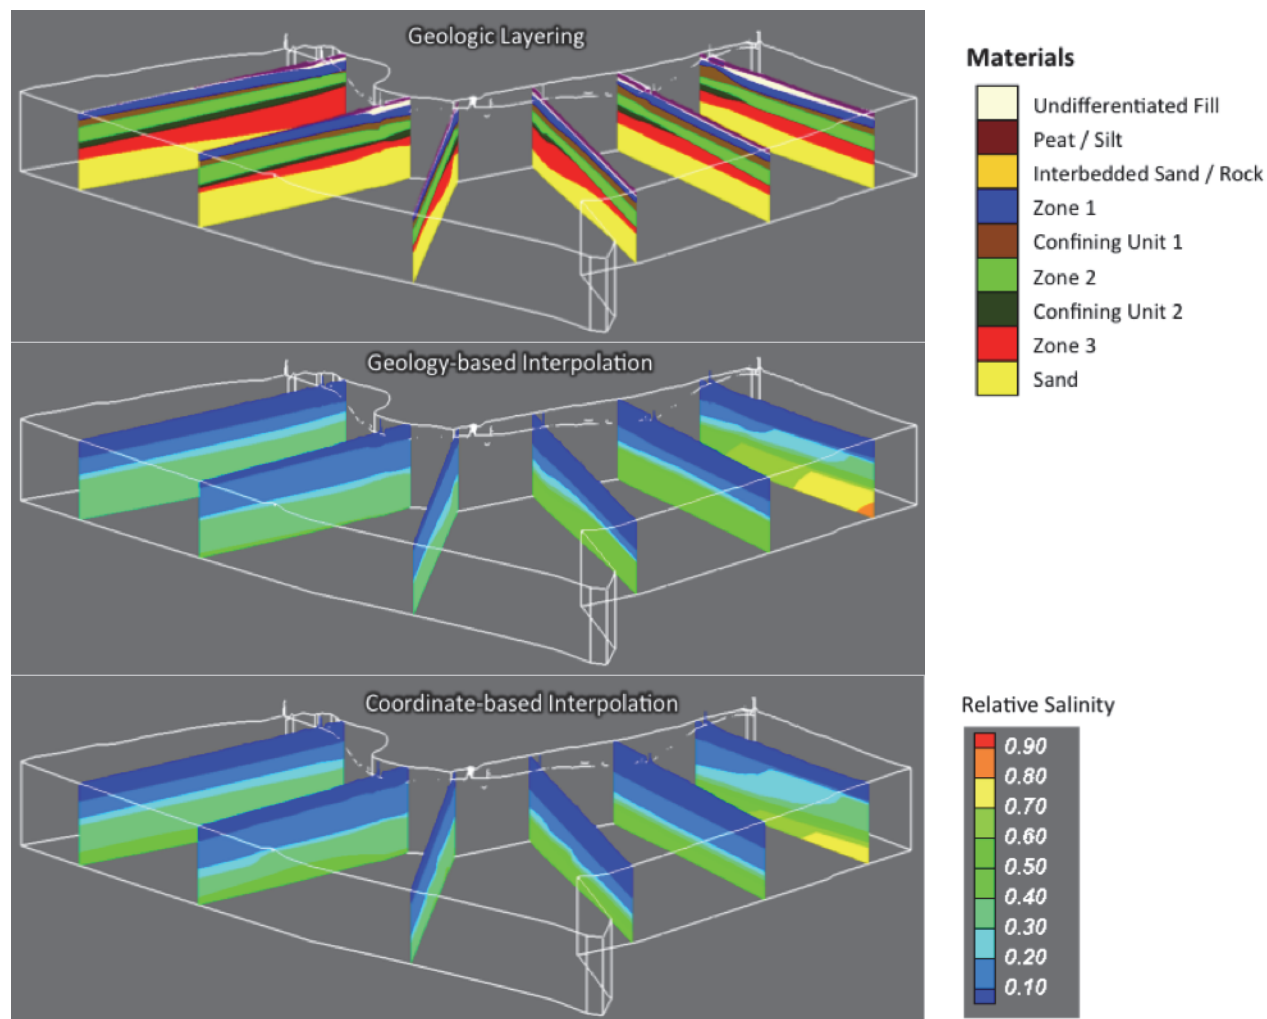 Geologic Layering
Materials
Undifferentiated Fill
Peat / Silt
Interbedded Sand / Rock
Zone 1
Confining Unit 1
Zone 2
Confining Unit 2
Zone 3
Sand
Geology-based Interpolation
Coordinate-based Interpolation
Relative Salinity
0.90
0.80
0.70
0.60
0.50
0.40
0.30
0.20
0.10